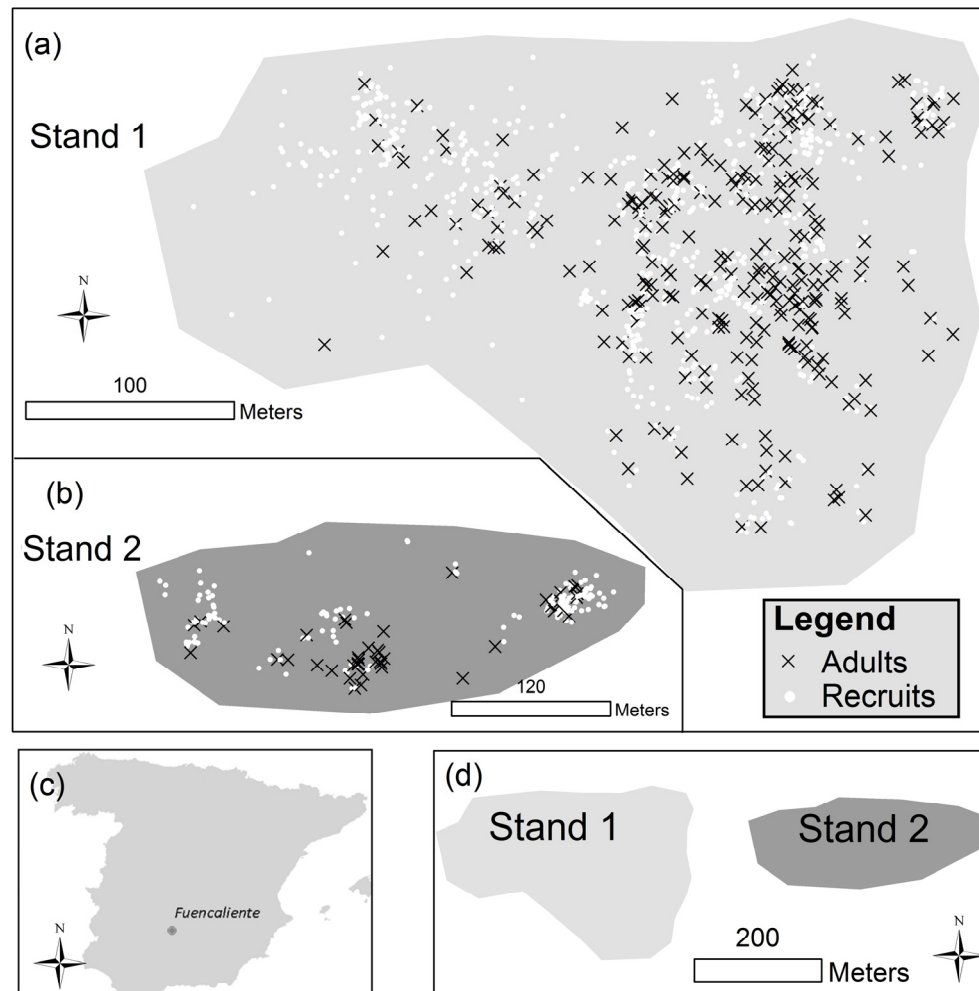 (a)
Stand 1
N
100
Meters
(b)
Stand 2
N
120
Meters
Legend
Adults
Recruits
(c)
Fuencaliente
N
(d)
Stand 1
Stand 2
200
Meters
N